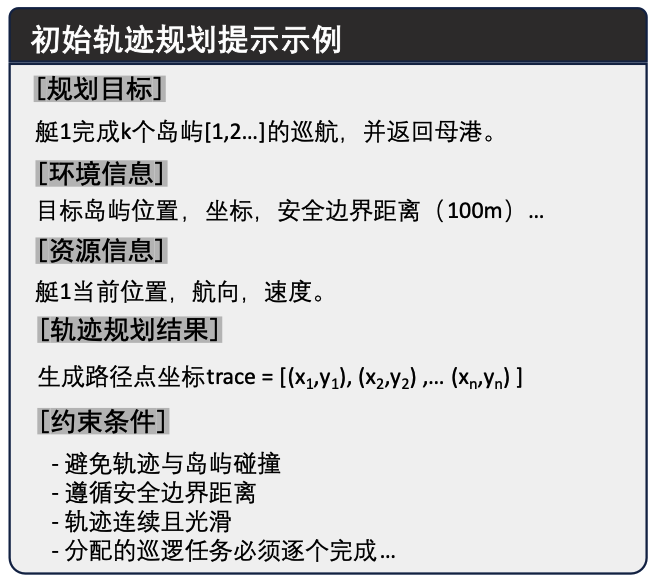 初始轨迹规划提示示例
[规划目标]
艇1完成k个岛屿[1,2...]的巡航，并返回母港。
[环境信息]
目标岛屿位置，坐标，安全边界距离（100m）...
[资源信息]
艇1当前位置，航向，速度。
[轨迹规划结果]
生成路径点坐标trace = [(x₁,y₁), (x₂,y₂) ,... (xₙ,yₙ) ]
[约束条件]
- 避免轨迹与岛屿碰撞
- 遵循安全边界距离
- 轨迹连续且光滑
- 分配的巡逻任务必须逐个完成...